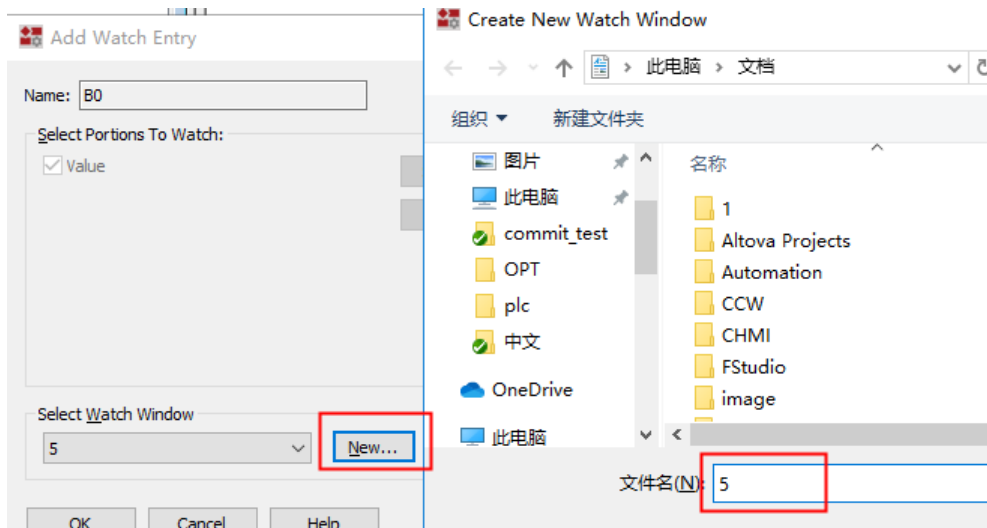 Add Watch Entry
Name: B0
Select Portions To Watch:
Value
Select Watch Window
5
New...
OK
Cancel
Help
Create New Watch Window
此电脑 › 文档
组织
新建文件夹
图片
此电脑
commit_test
OPT
plc
中文
OneDrive
此电脑
名称
1
Altova Projects
Automation
CCW
CHMI
FStudio
image
文件名(N): 5